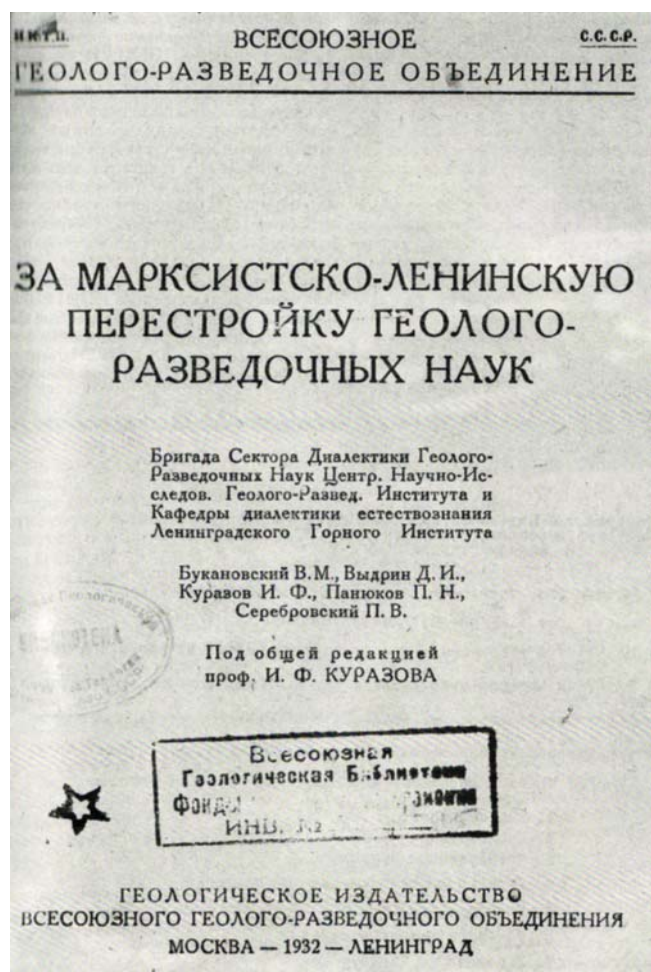 Н К Т П. ВСЕСОЮЗНОЕ С. С. С. Р.
ГЕОЛОГО-РАЗВЕДОЧНОЕ ОБЪЕДИНЕНИЕ
ЗА МАРКСИСТСКО-ЛЕНИНСКУЮ
ПЕРЕСТРОЙКУ ГЕОЛОГО-
РАЗВЕДОЧНЫХ НАУК
Бригада Сектора Диалектики Геолого-
Разведочных Наук Центр. Научно-Ис-
следов. Геолого-Развед. Института и
Кафедры диалектики естествознания
Ленинградского Горного Института
Букановский В.М., Выдрин Д. И.,
Куразов И. Ф., Панюков П. Н.,
Серебровский П. В.
Под общей редакцией
проф. И. Ф. КУРАЗОВА
Всесоюзная
Геологическая Библиотека
ИНВ. №
ГЕОЛОГИЧЕСКОЕ ИЗДАТЕЛЬСТВО
ВСЕСОЮЗНОГО ГЕОЛОГО-РАЗВЕДОЧНОГО ОБЪЕДИНЕНИЯ
МОСКВА — 1932 — ЛЕНИНГРАД